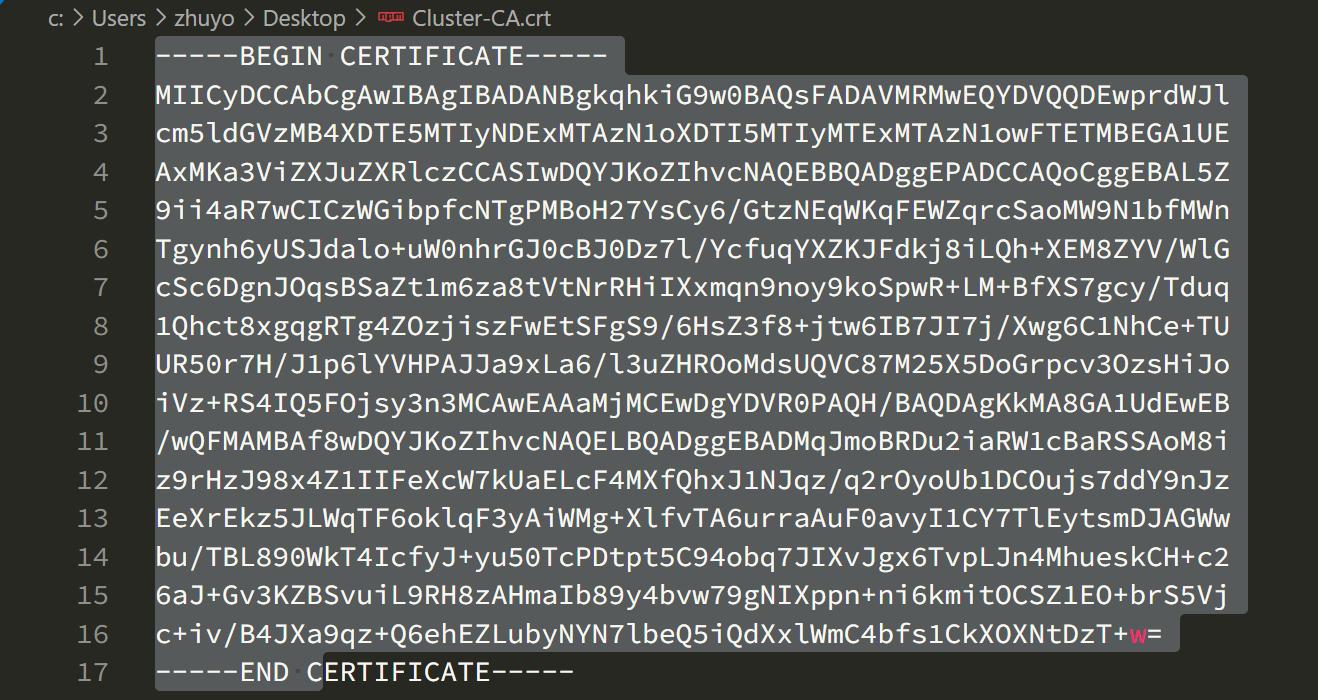 c: > Users > zhuyo > Desktop > Cluster-CA.crt
1 -----BEGIN CERTIFICATE-----
2 MIICyDCCAbCgAwIBAgIBADANBgkqhkiG9w0BAQsFADAVMRMwEQYDVQQDEwprdWJl
3 cm5ldGVzMB4XDTE5MTIyNDExMTAzN1oXDTI5MTIyMTExMTAzN1owFTETMBEGA1UE
4 AxMKa3ViZXJuZXRlczCCASIwDQYJKoZIhvcNAQEBBQADggEPADCCAQoCggEBAL5Z
5 9ii4aR7wCICzWGibpfcNTgPMBoH27YsCy6/GtzNEqWKqFEWZqrcSaoMW9N1bfMWn
6 Tgynh6yUSJdalo+uW0nhrGJ0cBJ0Dz7l/YcfuqYXZKJFdkj8iLQh+XEM8ZYV/WlG
7 cSc6DgnJOqsBSaZt1m6za8tVtNrRHiIXxmqn9noy9koSpwR+LM+BfXS7gcy/Tduq
8 1Qhct8xgqgRTg4ZOzjiszFwEtSFgS9/6HsZ3f8+jtw6IB7JI7j/Xwg6C1NhCe+TU
9 UR50r7H/J1p6lYVHPAJJa9xLa6/l3uZHROoMdsUQVC87M25X5DoGrpcv3OzsHiJo
10 iVz+RS4IQ5FOjsy3n3MCAwEAAaMjMCEwDgYDVR0PAQH/BAQDAgKkMA8GA1UdEwEB
11 /wQFMAMBAf8wDQYJKoZIhvcNAQELBQADggEBADMqJmoBRDu2iaRW1cBaRSSAoM8i
12 z9rHzJ98x4Z1IIFeXcW7kUaELcF4MXfQhxJ1NJqz/q2rOyoUb1DCOujs7ddY9nJz
13 EeXrEkz5JLWqTF6oklqF3yAiWMg+XlfvTA6urraAuF0avyI1CY7TlEytsmDJAGWw
14 bu/TBL890WkT4IcfyJ+yu50TcPDtpt5C94obq7JIXvJgx6TvpLJn4MhueskCH+c2
15 6aJ+Gv3KZBSvuiL9RH8zAHmaIb89y4bvw79gNIXppn+ni6kmitOCSZ1EO+brS5Vj
16 c+iv/B4JXa9qz+Q6ehEZLubyNYN7lbeQ5iQdXxlWmC4bfs1CkXOXNtDzT+w=
17 -----END CERTIFICATE-----